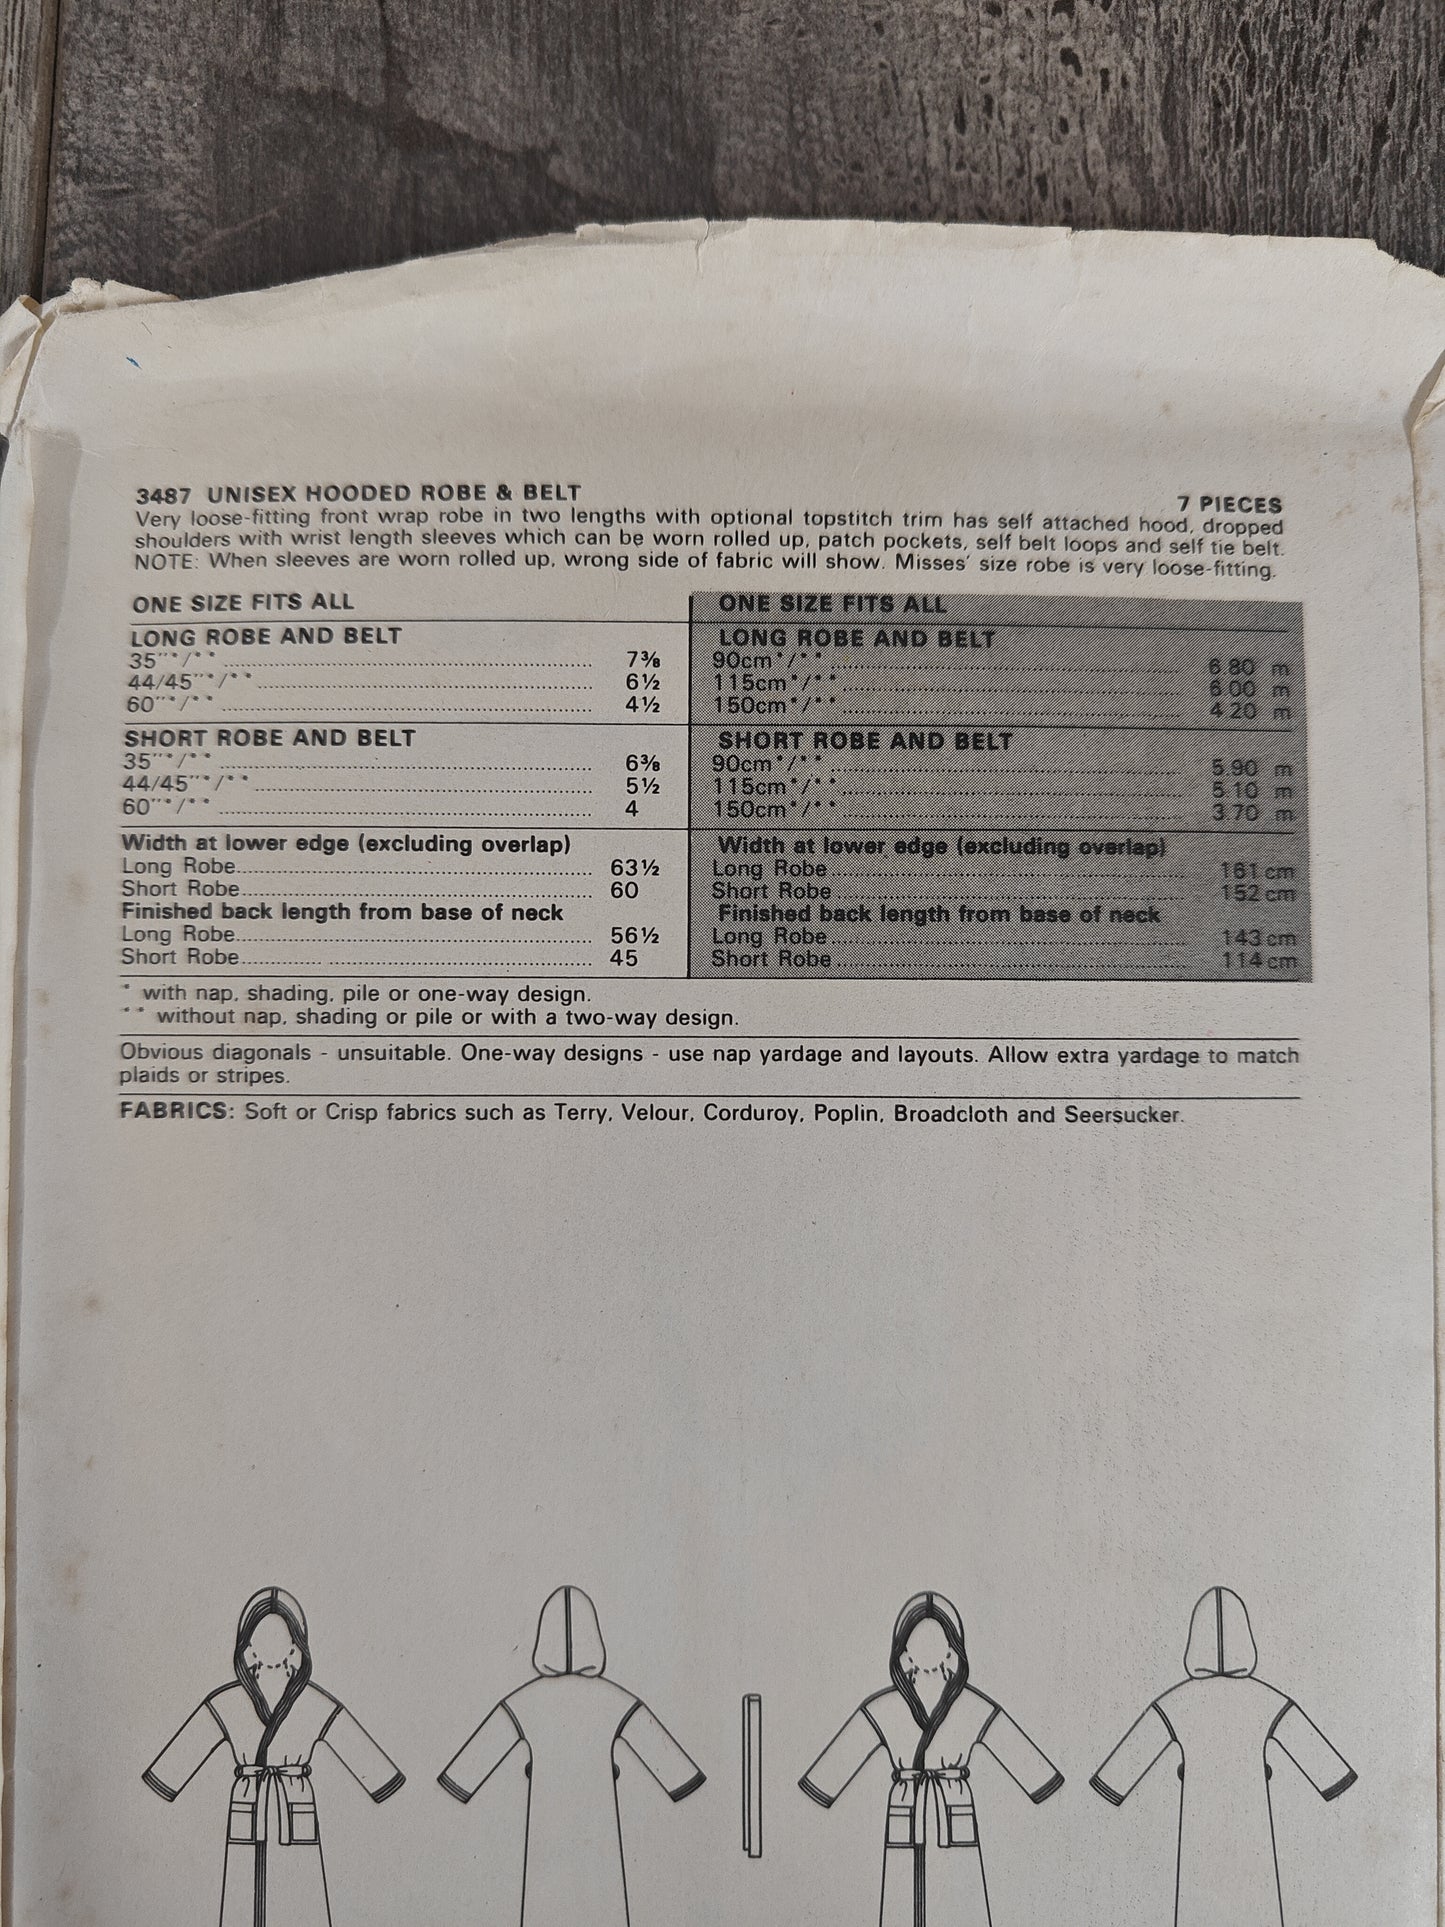 3487 UNISEX HOODED ROBE & BELT
7 PIECES
Very loose-fitting front wrap robe in two lengths with optional topstitch trim has self attached hood, dropped
shoulders with wrist length sleeves which can be worn rolled up, patch pockets, self belt loops and self tie belt.
NOTE: When sleeves are worn rolled up, wrong side of fabric will show. Misses' size robe is very loose-fitting.
ONE SIZE FITS ALL
LONG ROBE AND BELT
35"*/** 7⅜
44/45"*/** 6½
60"*/** 4½
SHORT ROBE AND BELT
35"*/** 6⅜
44/45"*/** 5½
60"*/** 4
Width at lower edge (excluding overlap)
Long Robe 63½
Short Robe 60
Finished back length from base of neck
Long Robe 56½
Short Robe 45
ONE SIZE FITS ALL
LONG ROBE AND BELT
90cm*/** 6.80 m
115cm*/** 6.00 m
150cm*/** 4.20 m
SHORT ROBE AND BELT
90cm*/** 5.90 m
115cm*/** 5.10 m
150cm*/** 3.70 m
Width at lower edge (excluding overlap)
Long Robe 161 cm
Short Robe 152 cm
Finished back length from base of neck
Long Robe 143 cm
Short Robe 114 cm
* with nap, shading, pile or one-way design.
** without nap, shading or pile or with a two-way design.
Obvious diagonals - unsuitable. One-way designs - use nap yardage and layouts. Allow extra yardage to match
plaids or stripes.
FABRICS: Soft or Crisp fabrics such as Terry, Velour, Corduroy, Poplin, Broadcloth and Seersucker.